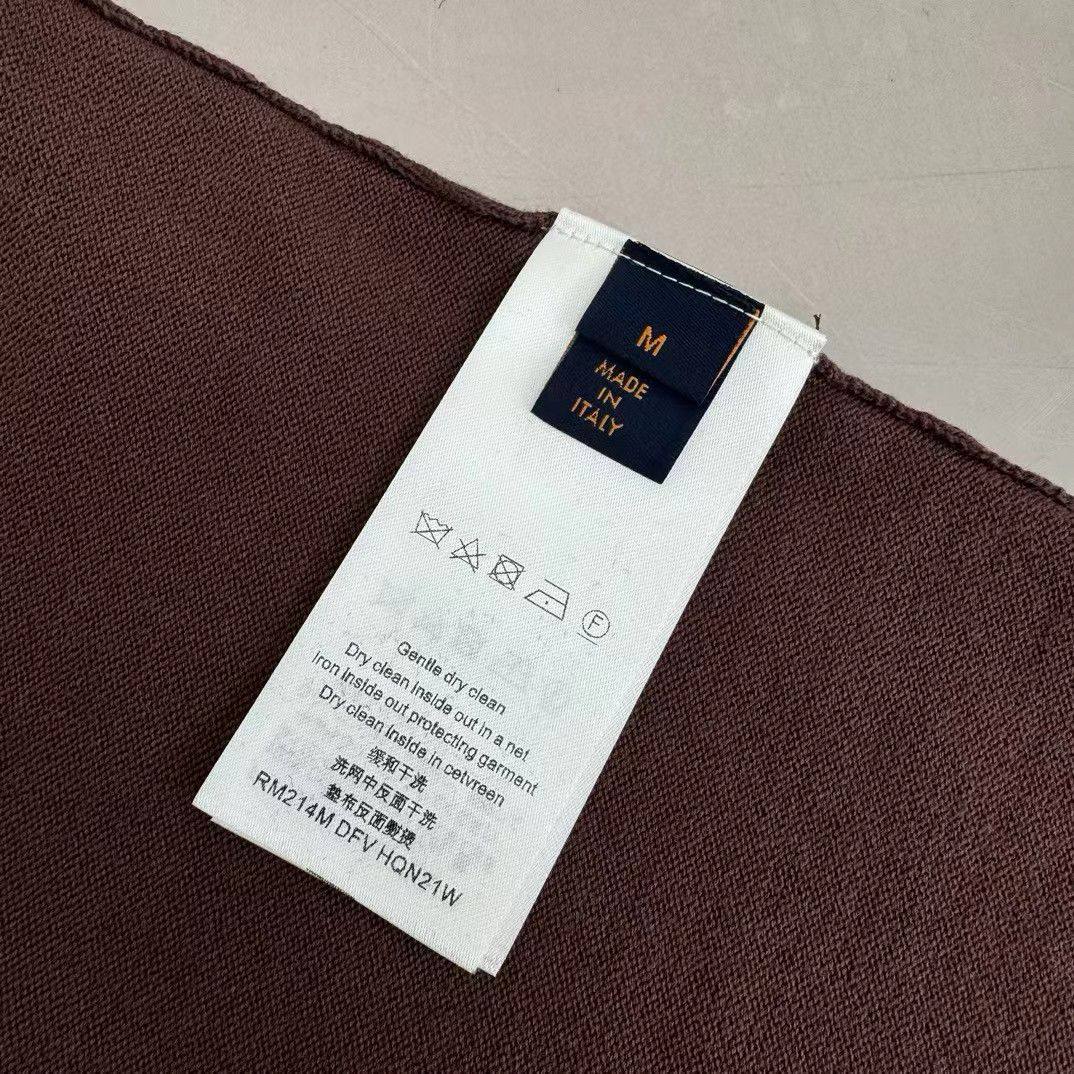 M
MADE
IN
ITALY
F
Gentle dry clean
Dry clean inside out in a net
Iron inside out protecting garment
Dry clean inside in cetvreen
缓和干洗
洗网中反面干洗
垫布反面熨烫
RM214M DFV HQN21W